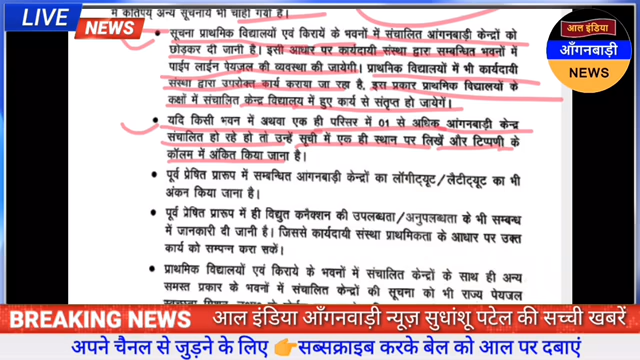 में कतिपय अन्य सूचनायें भी चाही गयी है।
LIVE NEWS
सूचना प्राथमिक विद्यालयों एवं किरायें के भवनों में संचालित आंगनबाड़ी केन्द्रों को
छोड़कर दी जानी है। इसी आधार पर कार्यदायी संस्था द्वारा सम्बन्धित भवनों में
पाईप लाईन पेयजल की व्यवस्था की जायेगी। प्राथमिक विद्यालयों में भी कार्यदायी
संस्था द्वारा उपरोक्त कार्य कराया जा रहा है, इस प्रकार प्राथमिक विद्यालयों के
कक्षों में संचालित केन्द्र विद्यालय में हुए कार्य से संतृप्त हो जायेगें।
यदि किसी भवन में अथवा एक ही परिसर में 01 से अधिक आंगनबाड़ी केन्द्र
संचालित हो रहे हो तो उन्हें सूची में एक ही स्थान पर लिखें और टिप्पणी के
कॉलम में अंकित किया जाना है।
पूर्व प्रेषित प्रारूप में सम्बन्धित आंगनबाड़ी केन्द्रों का लॉगीट्यूट/लैटीट्यूट का भी
अंकन किया जाना है।
पूर्व प्रेषित प्रारूप में ही विद्युत कनैक्शन की उपलब्धता/अनुपलब्धता के भी सम्बन्ध
में जानकारी दी जानी है। जिससे कार्यदायी संस्था प्राथमिकता के आधार पर उक्त
कार्य को सम्पन्न करा सकें।
प्राथमिक विद्यालयों एवं किराये के भवनों में संचालित केन्द्रों के साथ ही अन्य
समस्त प्रकार के भवनों में संचालित केन्द्रों की सूचना को भी राज्य पेयजल
आल इंडिया
आँगनबाड़ी
NEWS
BREAKING NEWS आल इंडिया आँगनवाड़ी न्यूज़ सुधांशू पटेल की सच्ची खबरें
अपने चैनल से जुड़ने के लिए 👉सब्सक्राइब करके बेल को आल पर दबाएं